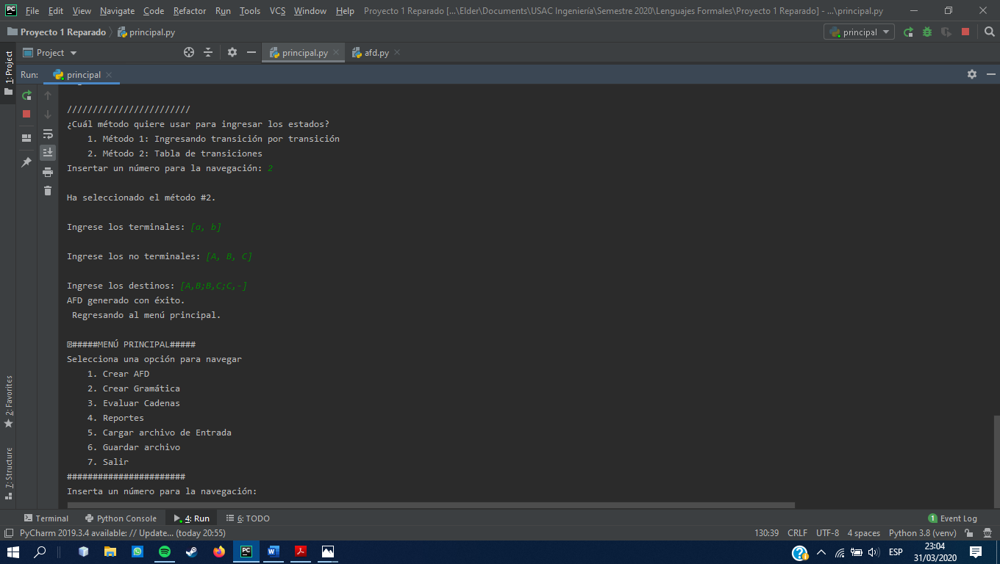 File Edit View Navigate Code Refactor Run Tools VCS Window Help Proyecto 1 Reparado [...\Elder\Documents\USAC Ingeniería\Semestre 2020\Lenguajes Formales\Proyecto 1 Reparado] - ...\principal.py
Proyecto 1 Reparado principal.py principal
Project principal.py afd.py
1: Project
Run: principal
////////////////////////
¿Cuál método quiere usar para ingresar los estados?
1. Método 1: Ingresando transición por transición
2. Método 2: Tabla de transiciones
Insertar un número para la navegación: 2
Ha seleccionado el método #2.
Ingrese los terminales: [a, b]
Ingrese los no terminales: [A, B, C]
Ingrese los destinos: [A,B;B,C;C,-]
AFD generado con éxito.
Regresando al menú principal.
#####MENÚ PRINCIPAL#####
Selecciona una opción para navegar
1. Crear AFD
2. Crear Gramática
3. Evaluar Cadenas
4. Reportes
5. Cargar archivo de Entrada
6. Guardar archivo
7. Salir
#######################
Inserta un número para la navegación:
2: Favorites
7: Structure
Terminal Python Console 4: Run 6: TODO 1 Event Log
PyCharm 2019.3.4 available: // Update... (today 20:55) 130:39 CRLF UTF-8 4 spaces Python 3.8 (venv)
ESP 23:04
31/03/2020